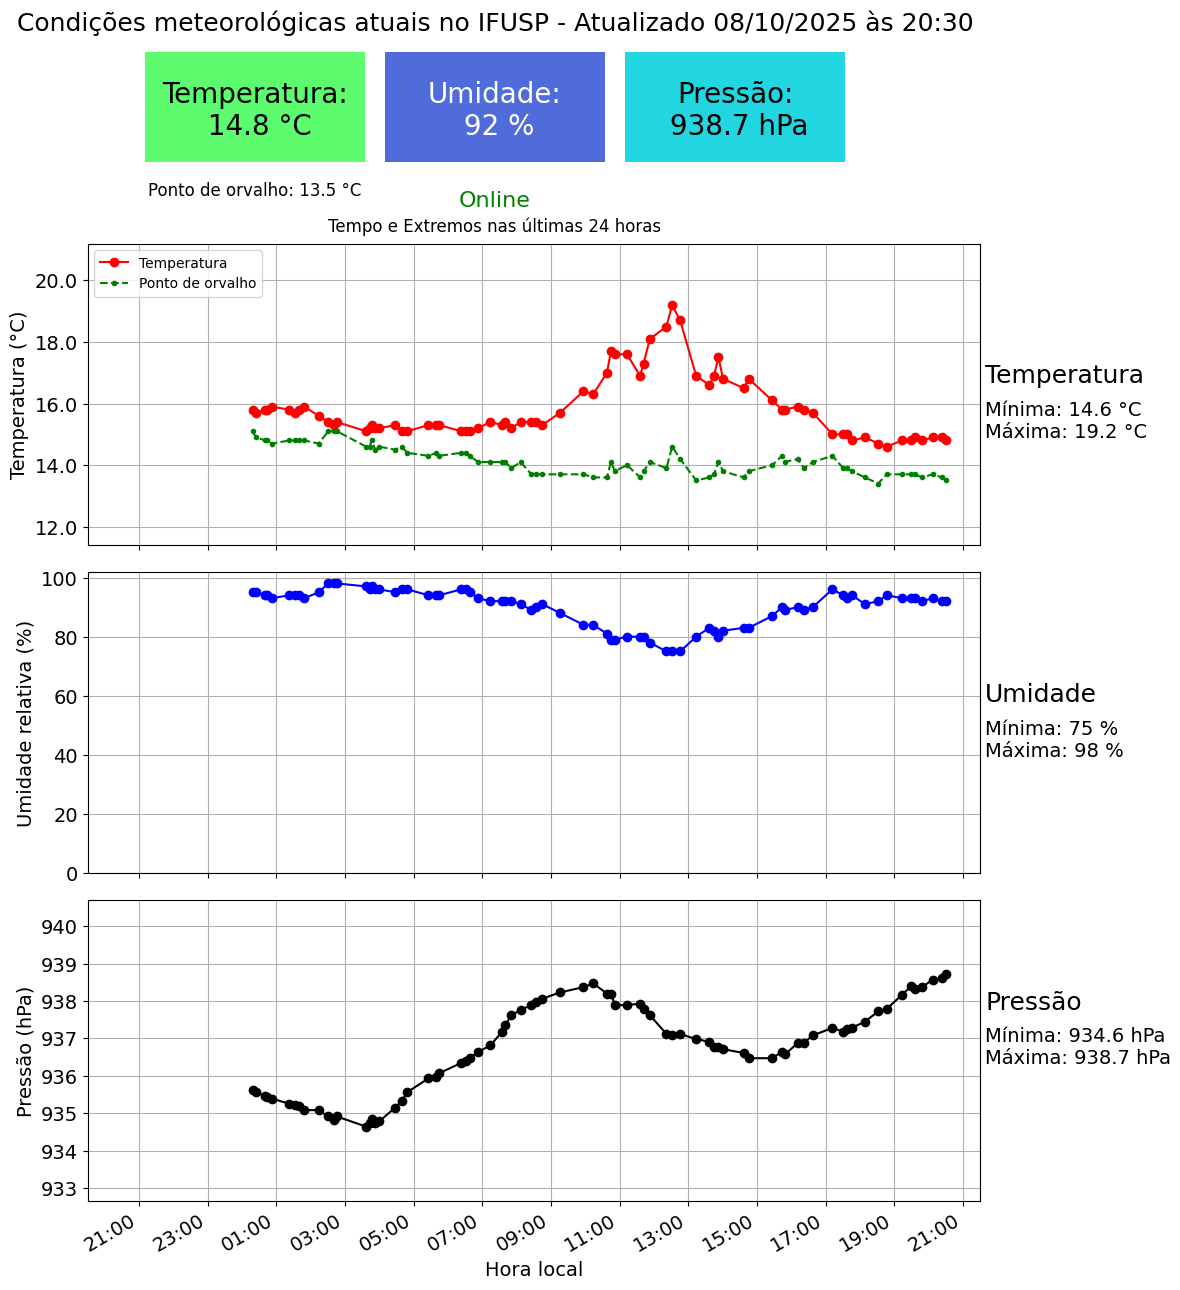 Condições meteorológicas atuais no IFUSP - Atualizado 08/10/2025 às 20:30
Temperatura:
14.8 °C
Umidade:
92 %
Pressão:
938.7 hPa
Ponto de orvalho: 13.5 °C
Online
Tempo e Extremos nas últimas 24 horas
Temperatura (°C)
20.0
18.0
16.0
14.0
12.0
Temperatura
Ponto de orvalho
Temperatura
Mínima: 14.6 °C
Máxima: 19.2 °C
Umidade relativa (%)
100
80
60
40
20
0
Umidade
Mínima: 75 %
Máxima: 98 %
Pressão (hPa)
940
939
938
937
936
935
934
933
Pressão
Mínima: 934.6 hPa
Máxima: 938.7 hPa
21:00 23:00 01:00 03:00 05:00 07:00 09:00 11:00 13:00 15:00 17:00 19:00 21:00
Hora local